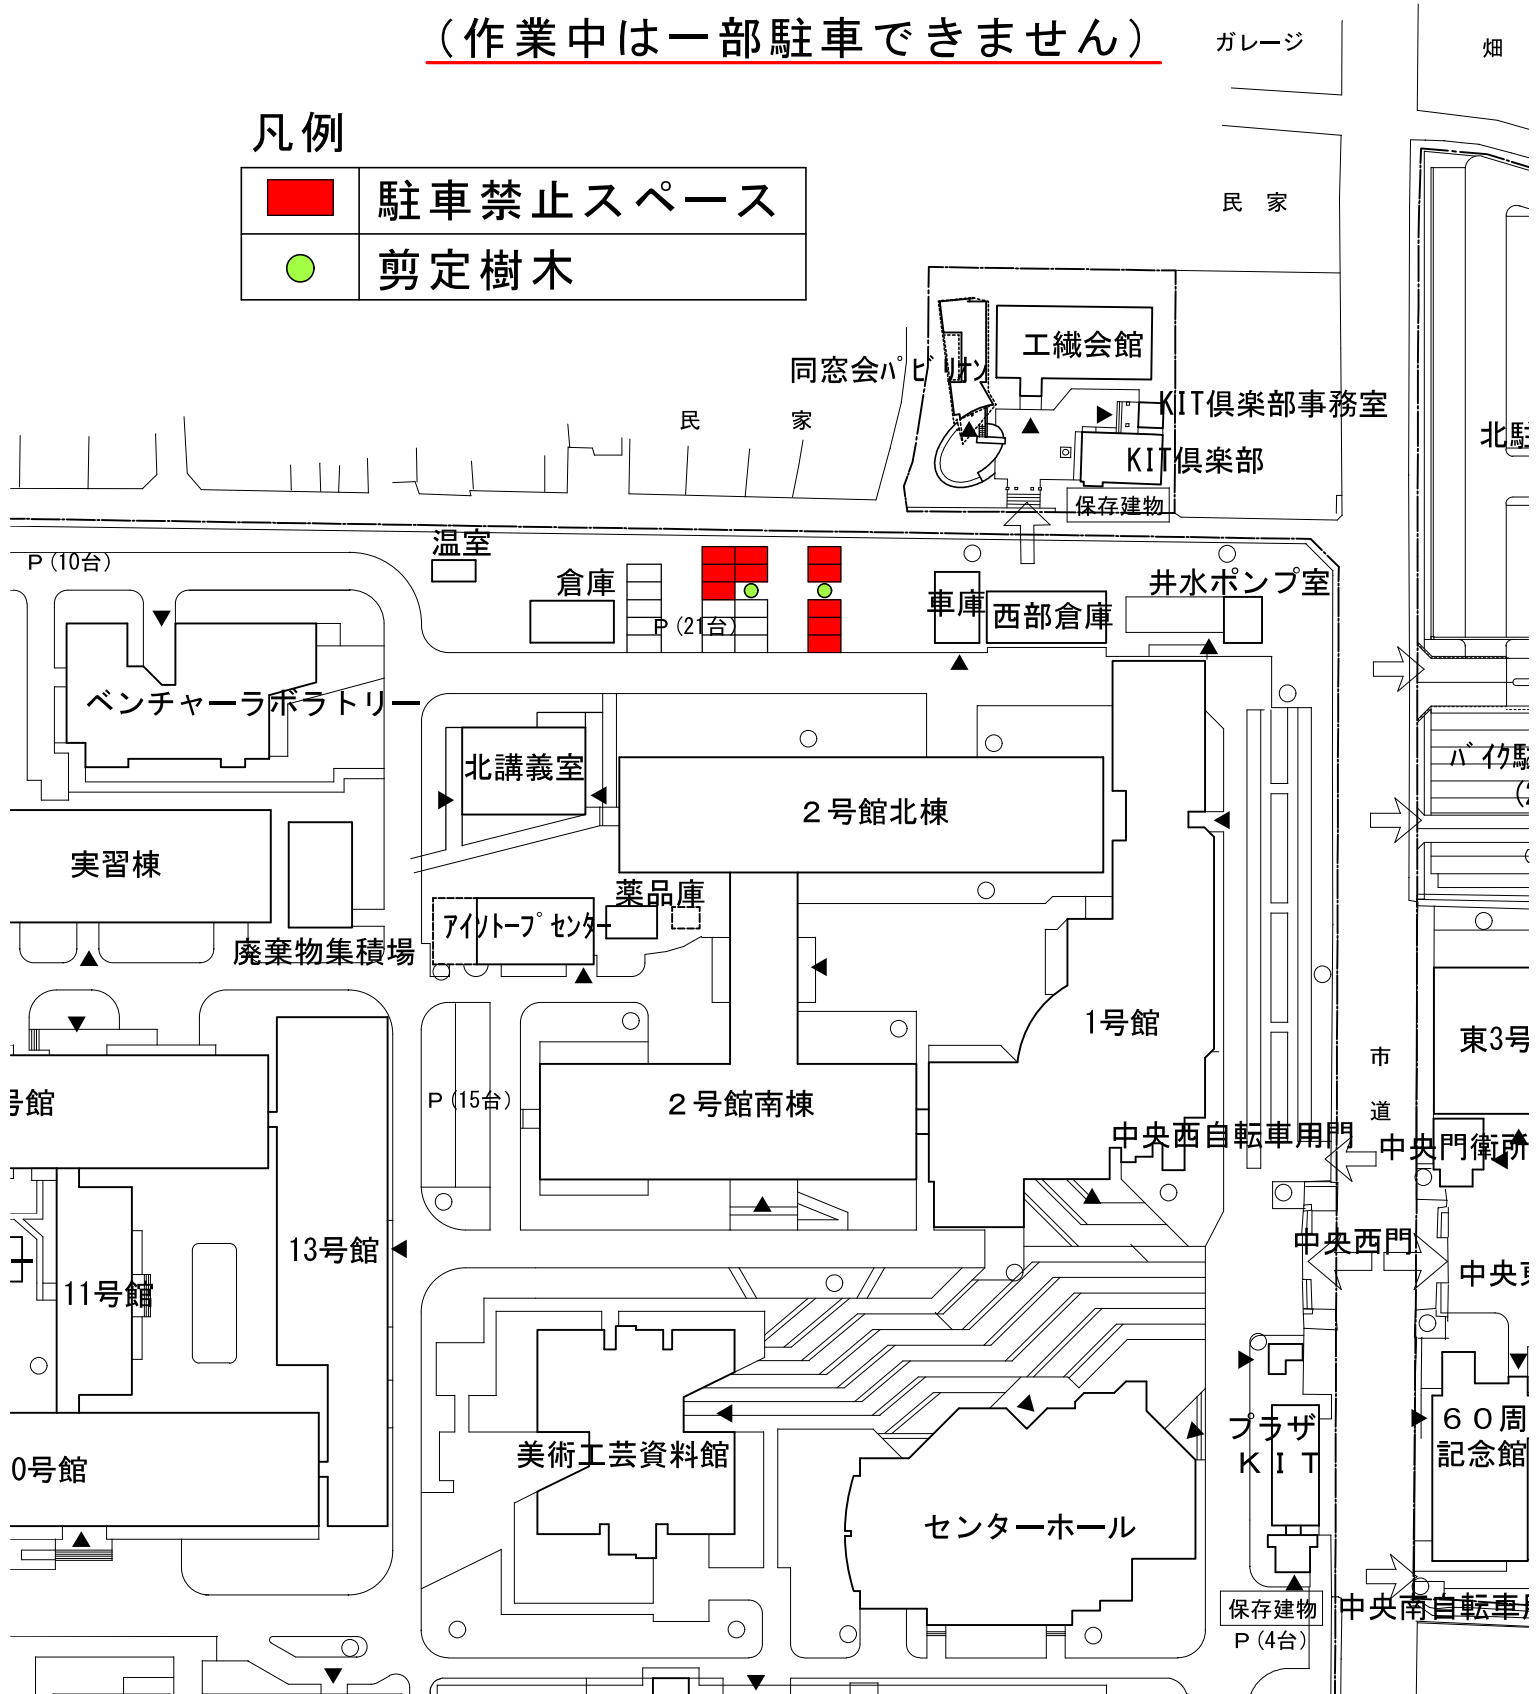 （作業中は一部駐車できません）
ガレージ
畑
凡例
駐車禁止スペース
剪定樹木
民　家
工繊会館
同窓会ﾊﾟﾋﾞﾘｵﾝ
KIT倶楽部事務室
民　　家
KIT倶楽部
北駐
保存建物
温室
P（10台）
倉庫
井水ポンプ室
車庫
西部倉庫
P（21台）
ベンチャーラボラトリー
北講義室
ﾊﾞｲｸ駐
２号館北棟
実習棟
薬品庫
ｱｲｿﾄｰﾌﾟｾﾝﾀｰ
廃棄物集積場
1号館
東3号
市道
号館
P（15台）
２号館南棟
中央西自転車用門
中央門衛所
13号館
中央西門
中央東
11号館
プラザ
ＫＩＴ
６０周
記念館
美術工芸資料館
0号館
センターホール
保存建物
中央南自転車用
P（4台）